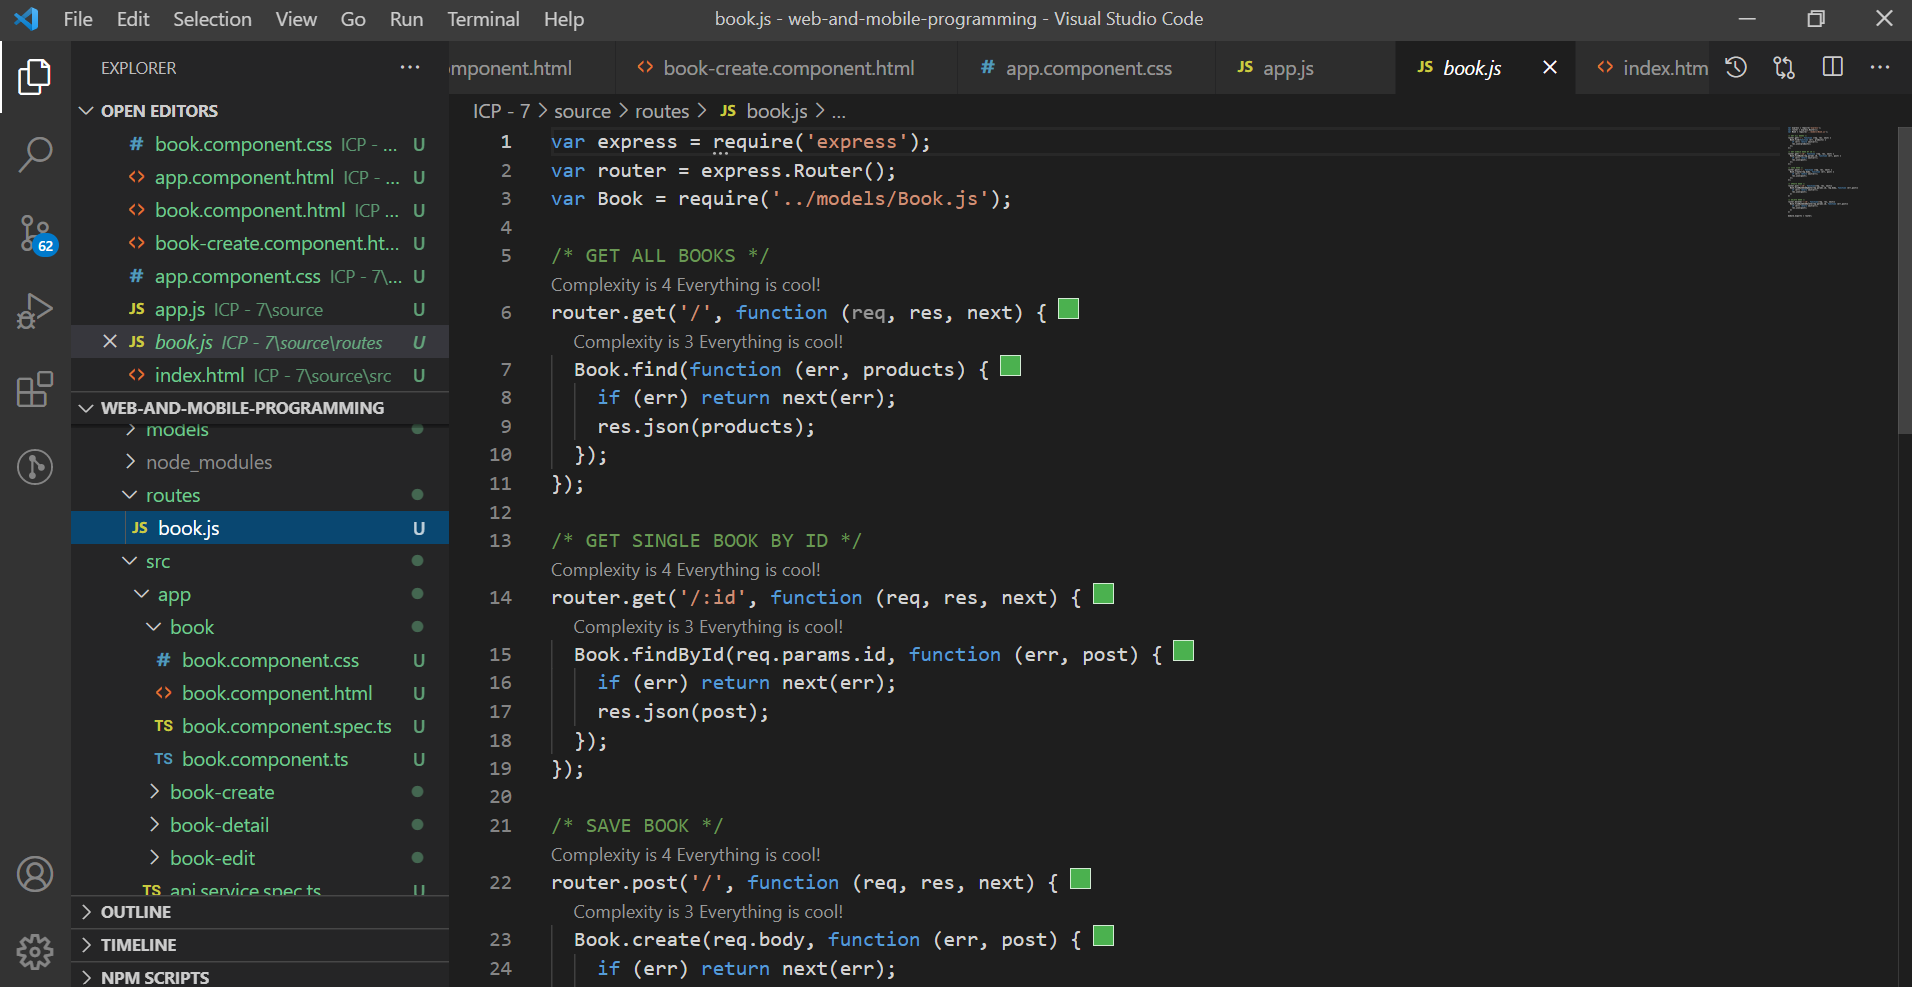 File Edit Selection View Go Run Terminal Help
book.js - web-and-mobile-programming - Visual Studio Code
EXPLORER
OPEN EDITORS
# book.component.css ICP - ... U
<> app.component.html ICP - ... U
<> book.component.html ICP ... U
<> book-create.component.ht... U
# app.component.css ICP - 7\... U
JS app.js ICP - 7\source U
JS book.js ICP - 7\source\routes U
<> index.html ICP - 7\source\src U
WEB-AND-MOBILE-PROGRAMMING
models
node_modules
routes
JS book.js U
src
app
book
# book.component.css U
<> book.component.html U
TS book.component.spec.ts U
TS book.component.ts U
book-create
book-detail
book-edit
TS api.service.spec.ts U
OUTLINE
TIMELINE
NPM SCRIPTS
62
mponent.html
<> book-create.component.html
# app.component.css
JS app.js
JS book.js
<> index.htm
ICP - 7 > source > routes > JS book.js > ...
1 var express = require('express');
2 var router = express.Router();
3 var Book = require('../models/Book.js');
4
5 /* GET ALL BOOKS */
Complexity is 4 Everything is cool!
6 router.get('/', function (req, res, next) {
Complexity is 3 Everything is cool!
7 Book.find(function (err, products) {
8 if (err) return next(err);
9 res.json(products);
10 });
11 });
12
13 /* GET SINGLE BOOK BY ID */
Complexity is 4 Everything is cool!
14 router.get('/:id', function (req, res, next) {
Complexity is 3 Everything is cool!
15 Book.findById(req.params.id, function (err, post) {
16 if (err) return next(err);
17 res.json(post);
18 });
19 });
20
21 /* SAVE BOOK */
Complexity is 4 Everything is cool!
22 router.post('/', function (req, res, next) {
Complexity is 3 Everything is cool!
23 Book.create(req.body, function (err, post) {
24 if (err) return next(err);